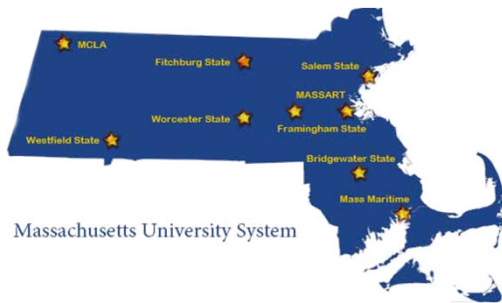 MCLA
Fitchburg State
Salem State
MASSART
Worcester State
Framingham State
Westfield State
Bridgewater State
Mass Maritime
Massachusetts University System